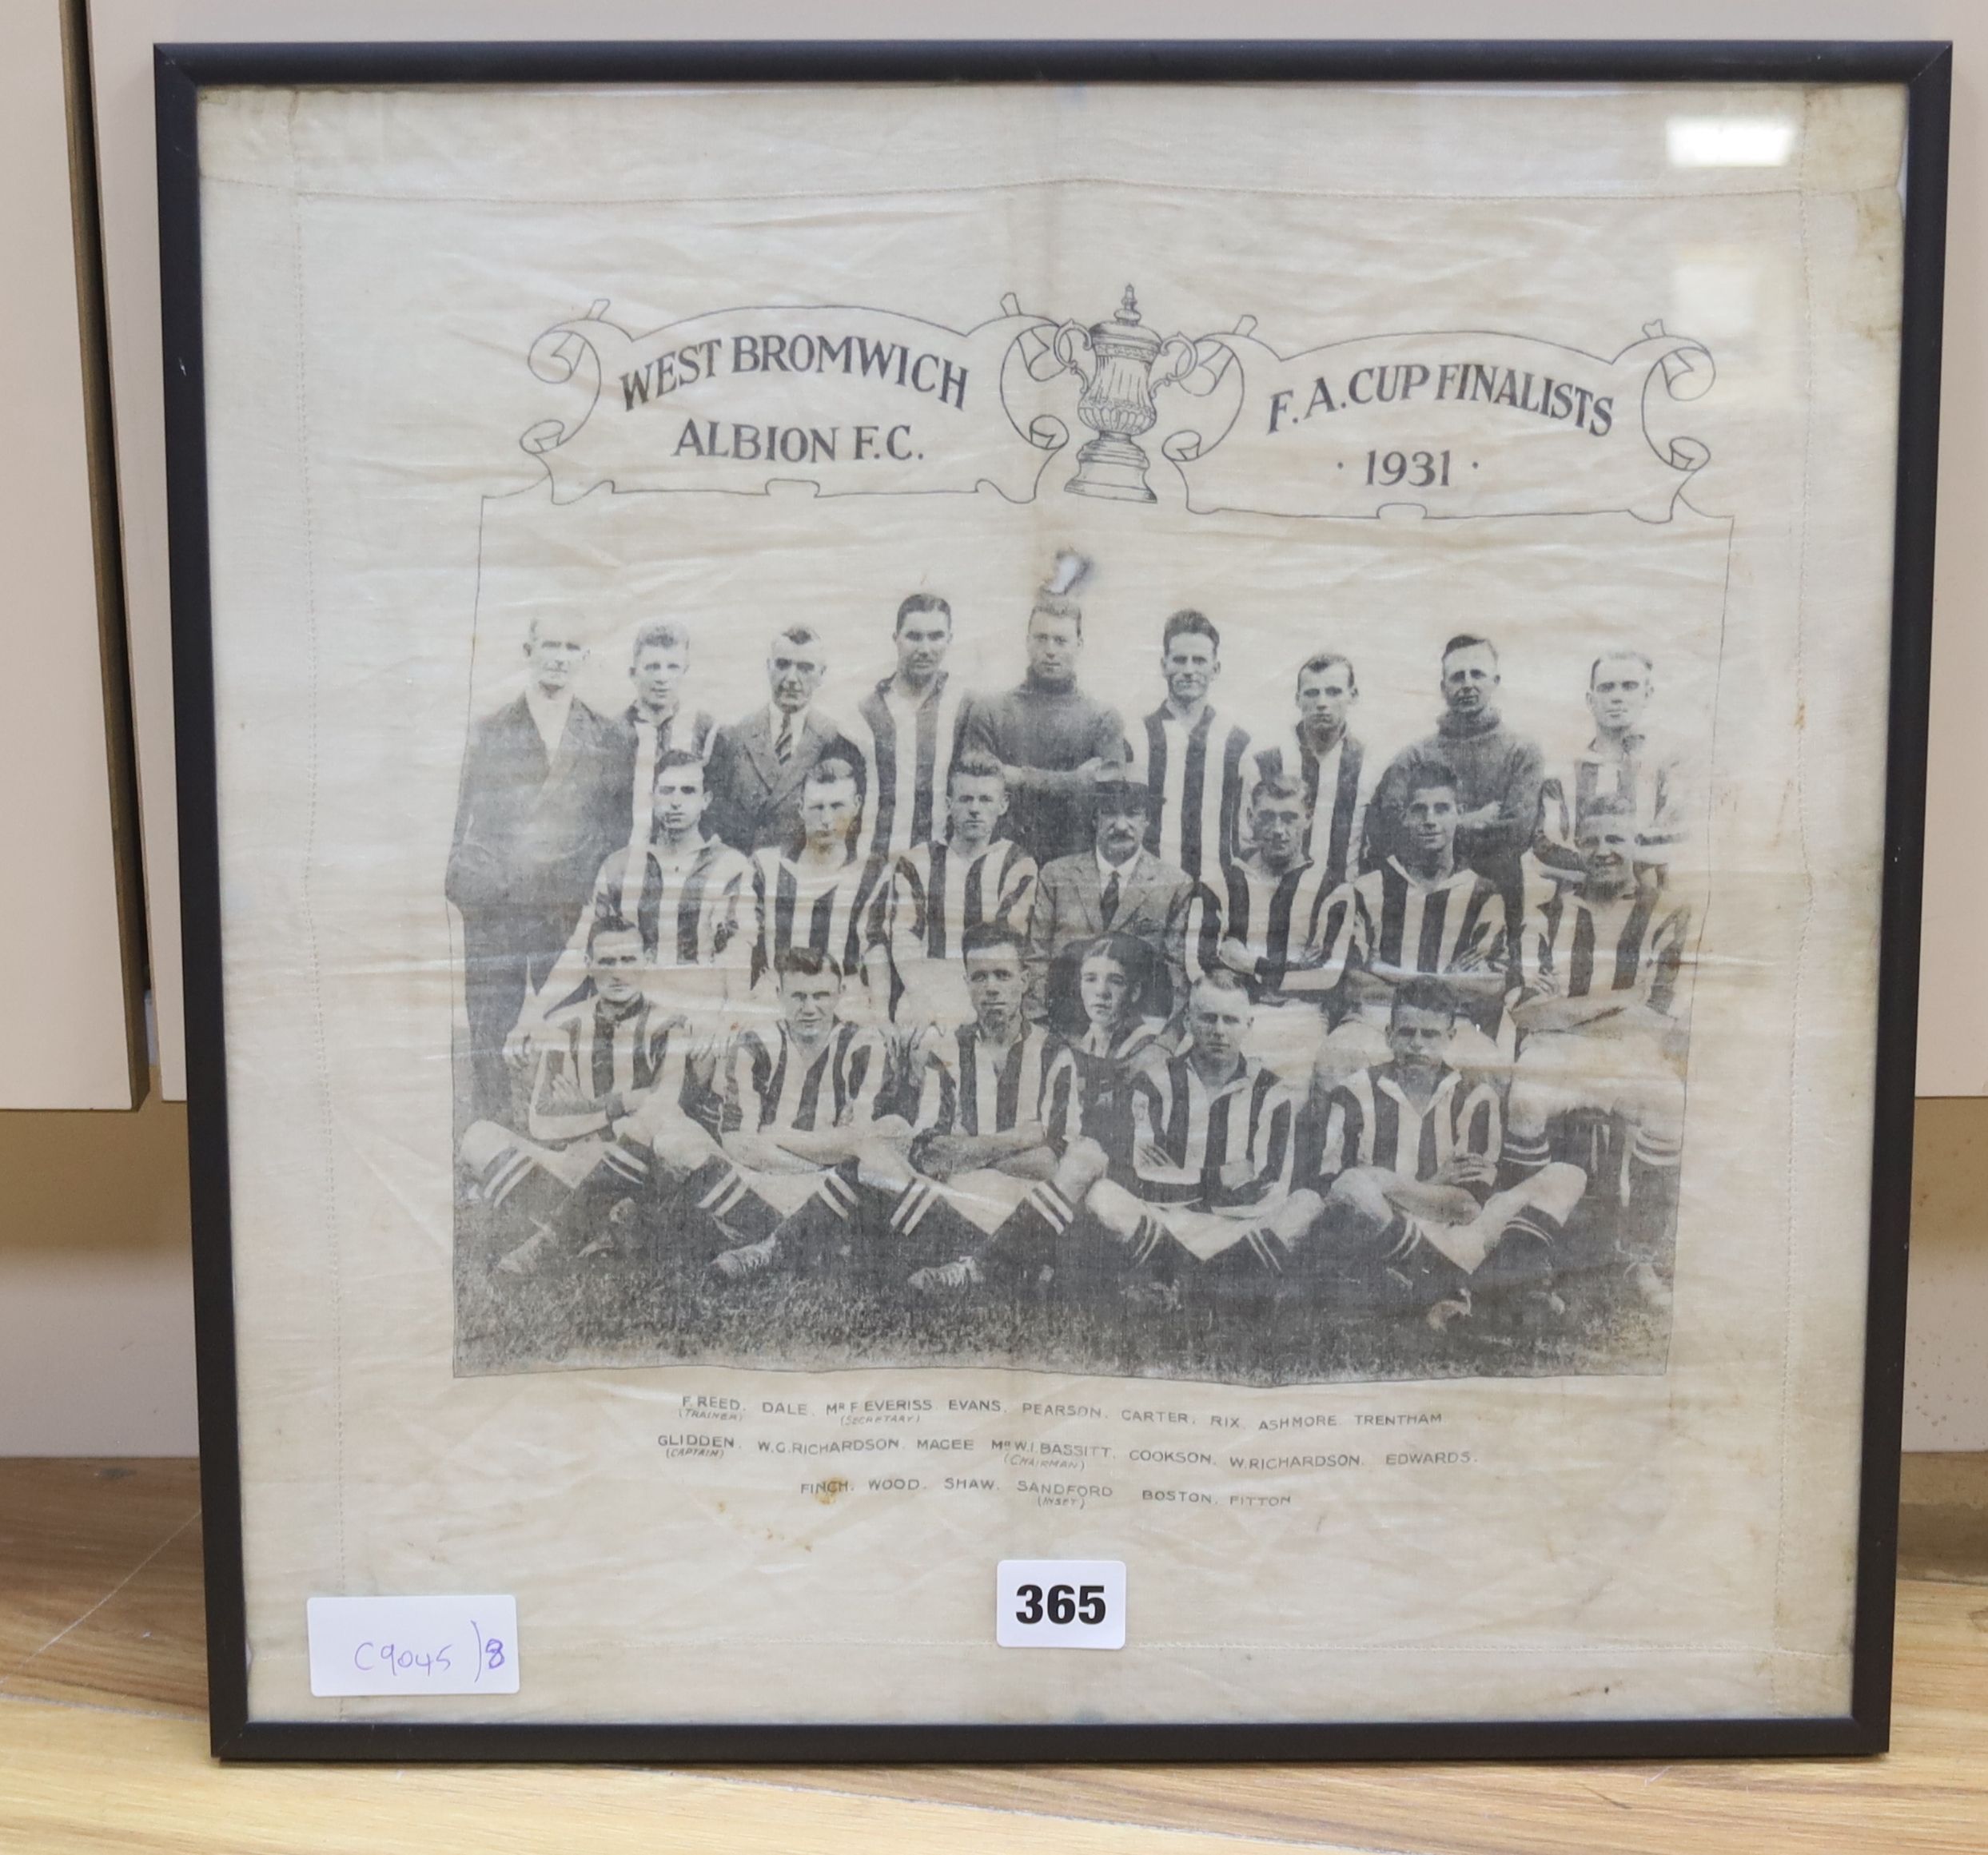 WEST BROMWICH
ALBION F.C.
F.A. CUP FINALISTS
· 1931 ·
F. REED. DALE. MR F EVERISS EVANS. PEARSON. CARTER. RIX. ASHMORE TRENTHAM
(TRAINER) (SECRETARY)
GLIDDEN. W.G.RICHARDSON. MAGEE MR W.I.BASSITT. COOKSON. W.RICHARDSON. EDWARDS.
(CAPTAIN) (CHAIRMAN)
FINCH. WOOD. SHAW. SANDFORD BOSTON. FITTON
(INSET)
365
C9045 )8